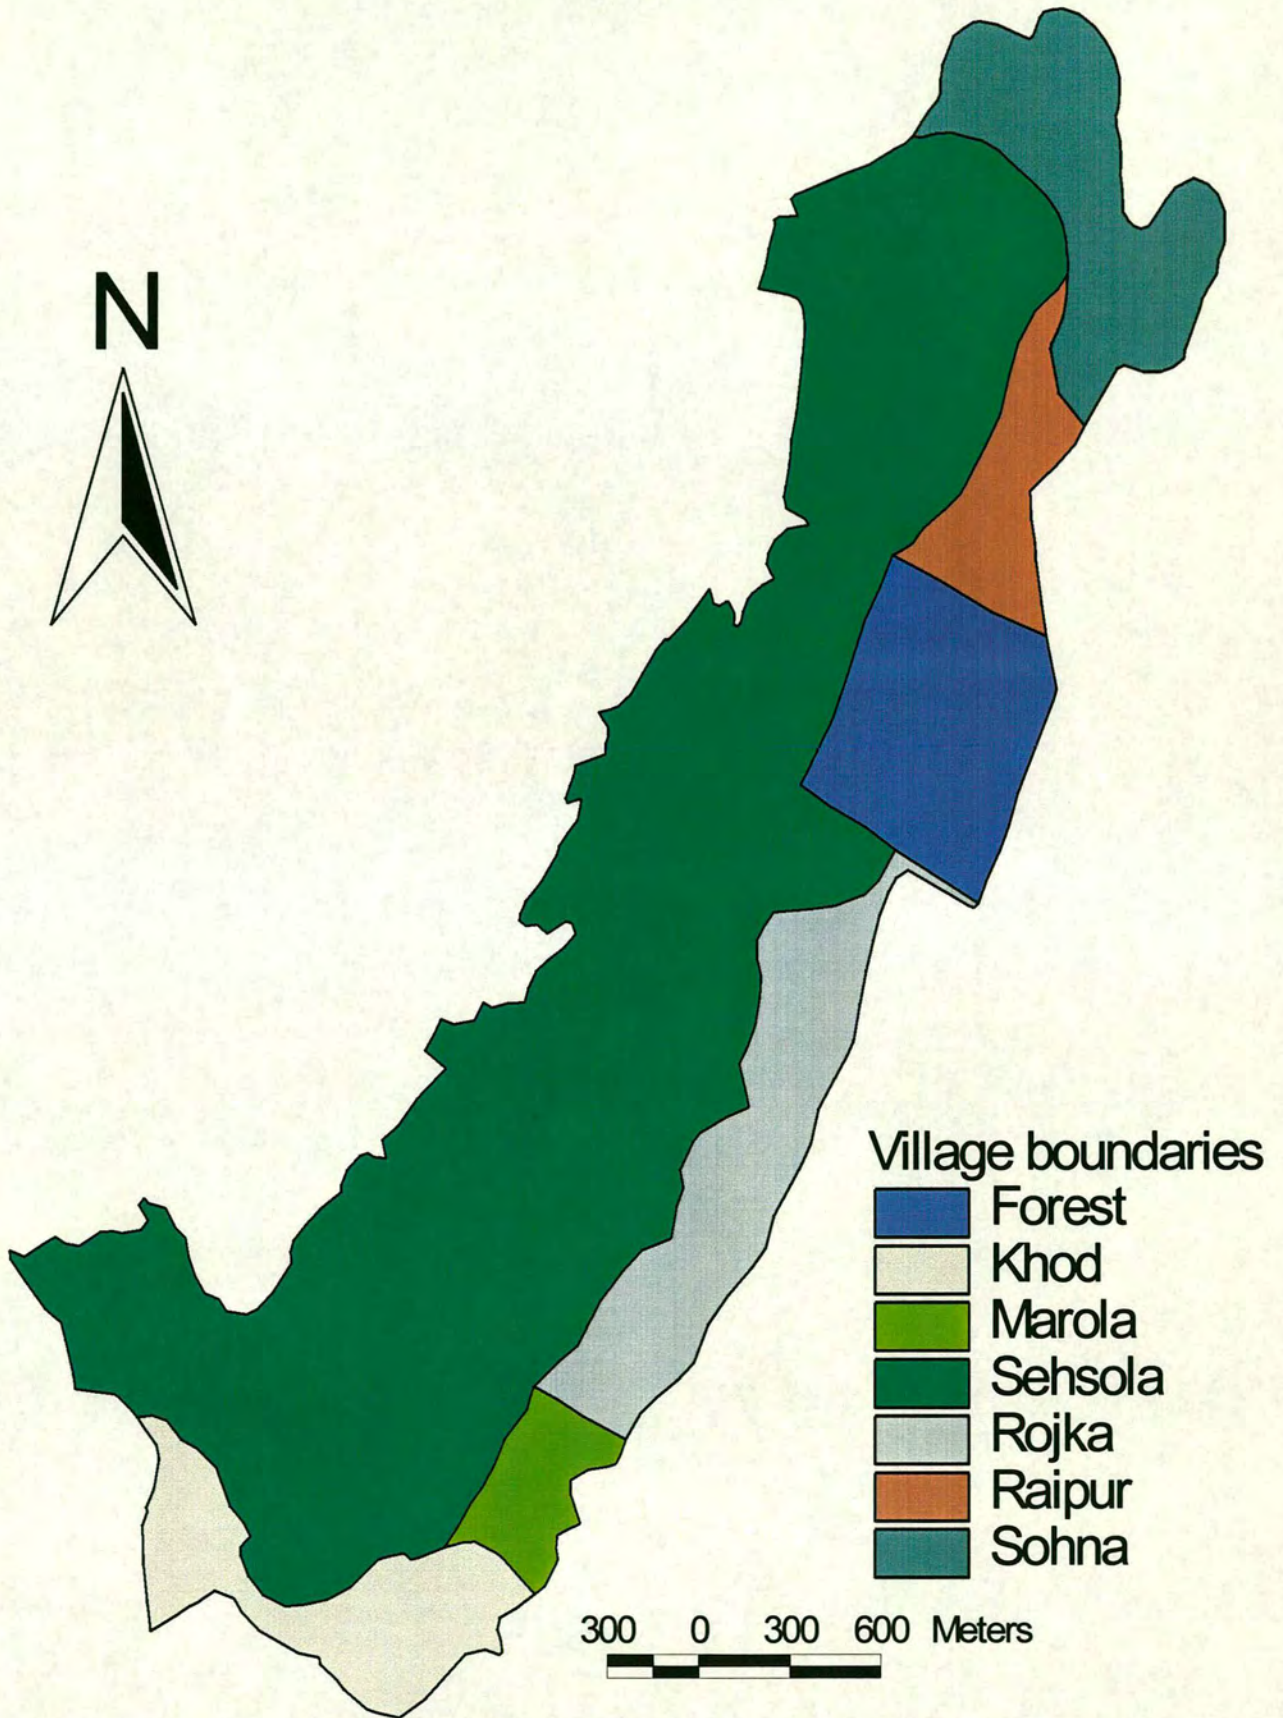 N
Village boundaries
Forest
Khod
Marola
Sehsola
Rojka
Raipur
Sohna
300 0 300 600 Meters